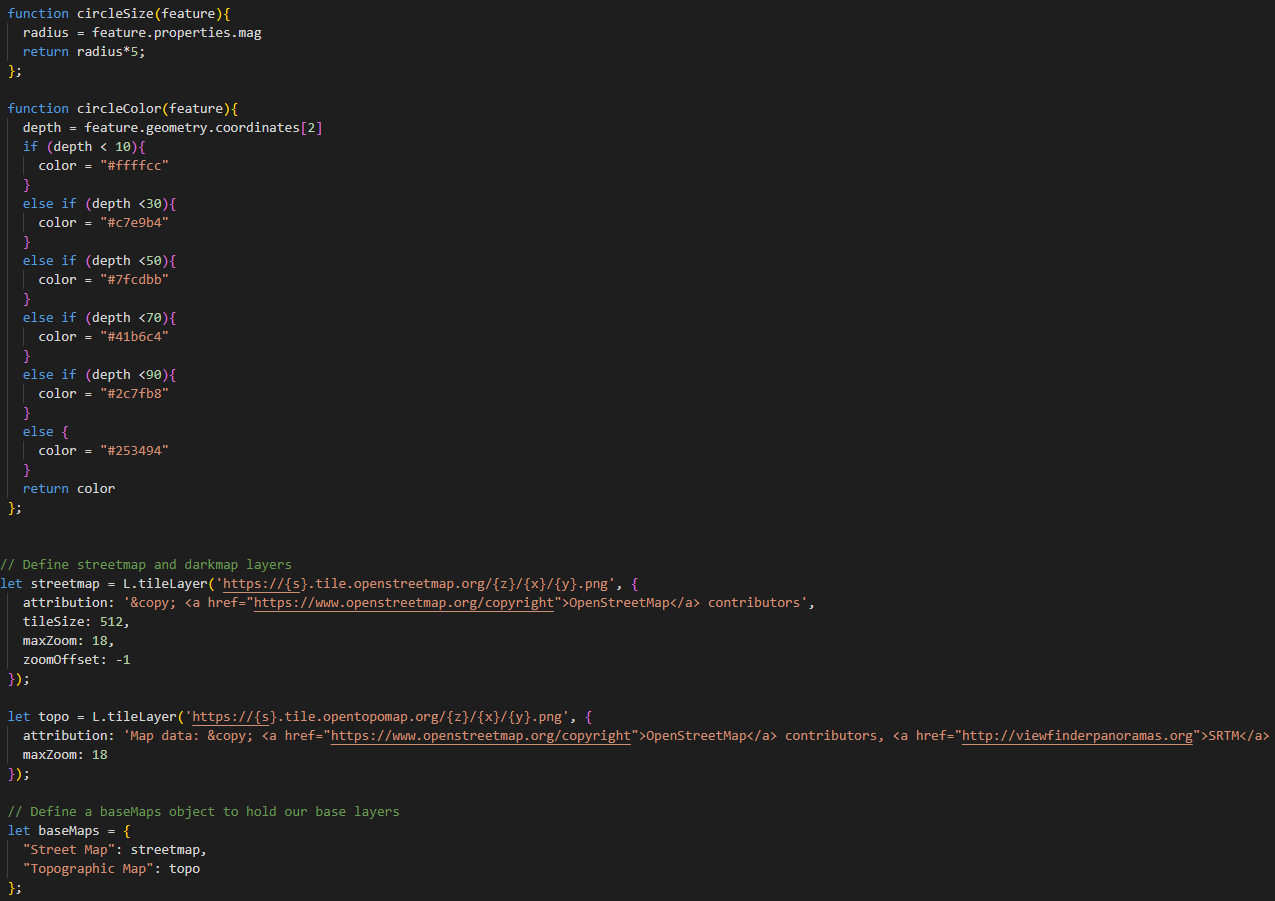 function circleSize(feature){
  radius = feature.properties.mag
  return radius*5;
};

function circleColor(feature){
  depth = feature.geometry.coordinates[2]
  if (depth < 10){
    color = "#ffffcc"
  }
  else if (depth <30){
    color = "#c7e9b4"
  }
  else if (depth <50){
    color = "#7fcdbb"
  }
  else if (depth <70){
    color = "#41b6c4"
  }
  else if (depth <90){
    color = "#2c7fb8"
  }
  else {
    color = "#253494"
  }
  return color
};

// Define streetmap and darkmap layers
let streetmap = L.tileLayer('https://{s}.tile.openstreetmap.org/{z}/{x}/{y}.png', {
  attribution: '&copy; <a href="https://www.openstreetmap.org/copyright">OpenStreetMap</a> contributors',
  tileSize: 512,
  maxZoom: 18,
  zoomOffset: -1
});

let topo = L.tileLayer('https://{s}.tile.opentopomap.org/{z}/{x}/{y}.png', {
  attribution: 'Map data: &copy; <a href="https://www.openstreetmap.org/copyright">OpenStreetMap</a> contributors, <a href="http://viewfinderpanoramas.org">SRTM</a>
  maxZoom: 18
});

// Define a baseMaps object to hold our base layers
let baseMaps = {
  "Street Map": streetmap,
  "Topographic Map": topo
};